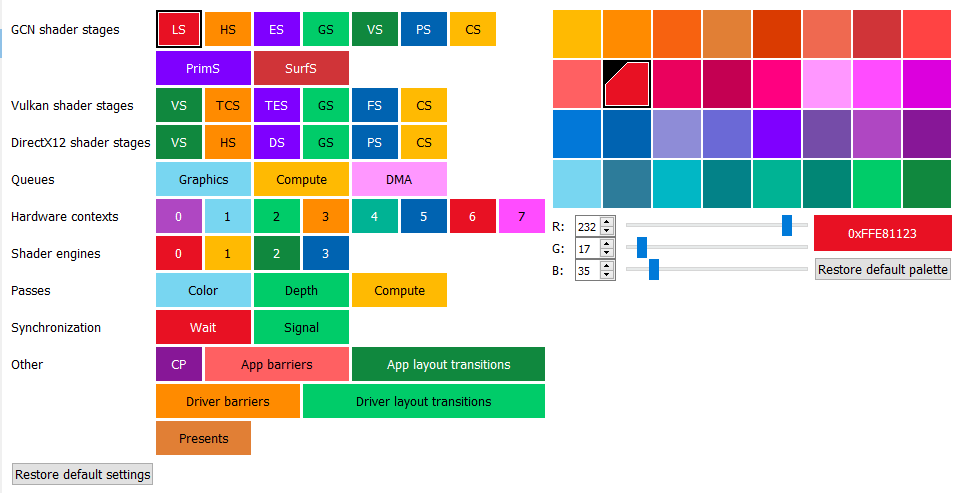 GCN shader stages LS HS ES GS VS PS CS
PrimS SurfS
Vulkan shader stages VS TCS TES GS FS CS
DirectX12 shader stages VS HS DS GS PS CS
Queues Graphics Compute DMA
Hardware contexts 0 1 2 3 4 5 6 7
Shader engines 0 1 2 3
Passes Color Depth Compute
Synchronization Wait Signal
Other CP App barriers App layout transitions
Driver barriers Driver layout transitions
Presents
Restore default settings
R: 232
G: 17
B: 35
0xFFE81123
Restore default palette